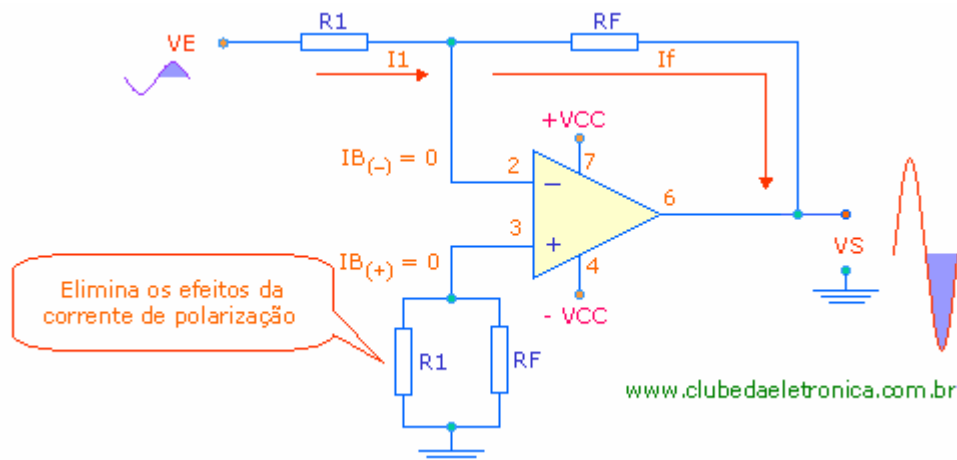 R1
RF
VE
I1
If
+VCC
IB(–) = 0
2
7
–
6
3
+
VS
IB(+) = 0
4
Elimina os efeitos da
corrente de polarização
- VCC
R1
RF
www.clubedaeletronica.com.br